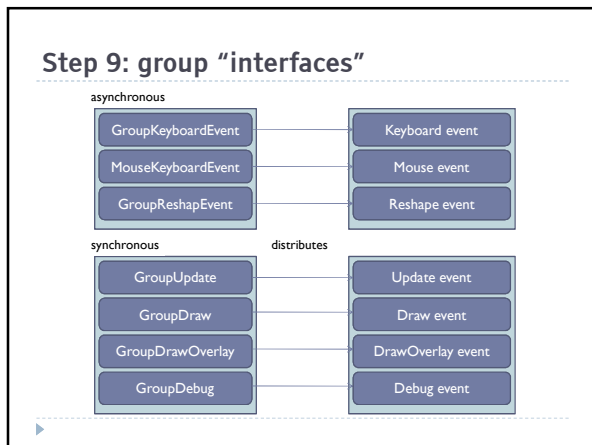 Step 9: group “interfaces”
asynchronous
GroupKeyboardEvent
Keyboard event
MouseKeyboardEvent
Mouse event
GroupReshapEvent
Reshape event
synchronous
distributes
GroupUpdate
Update event
GroupDraw
Draw event
GroupDrawOverlay
DrawOverlay event
GroupDebug
Debug event